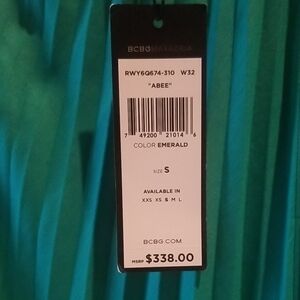 BCBGMAXAZRIA
RWY6Q674-310 W32
"ABEE"
7 49200 21014 6
COLOR EMERALD
SIZE S
AVAILABLE IN
XXS XS S M L
BCBG.COM
MSRP $338.00